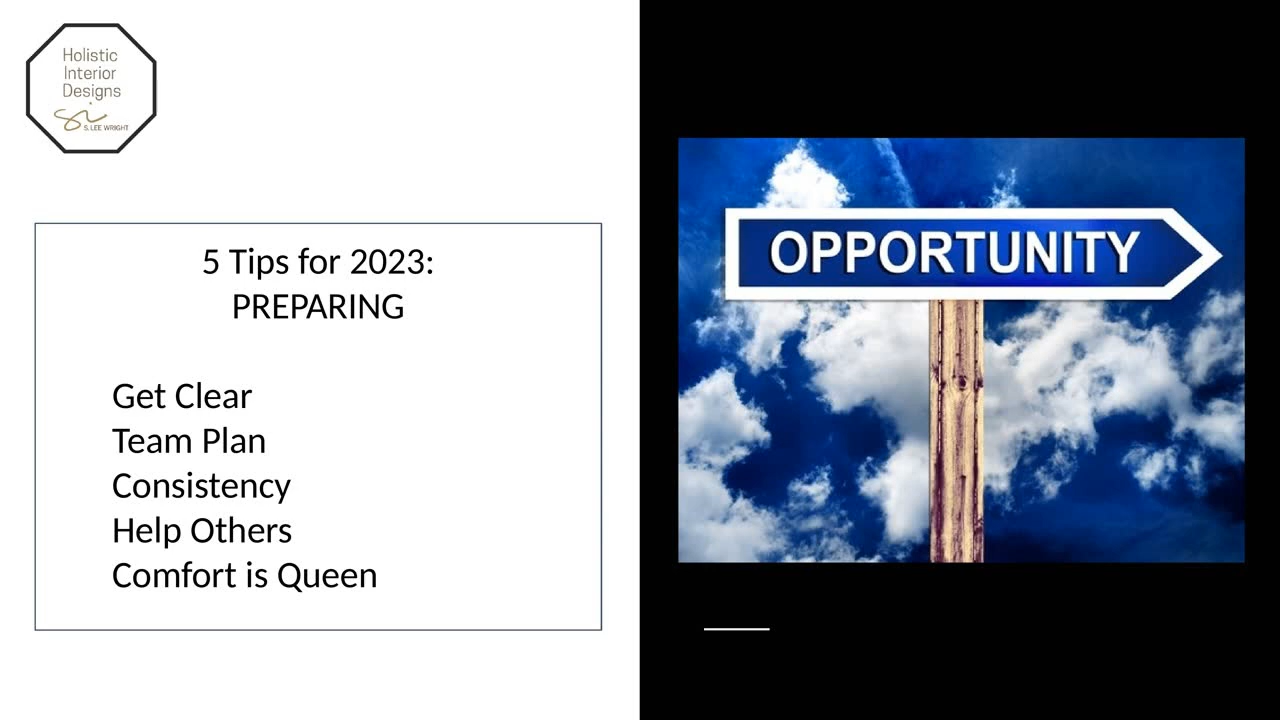 Holistic
Interior
Designs
S. LEE WRIGHT
5 Tips for 2023:
PREPARING
Get Clear
Team Plan
Consistency
Help Others
Comfort is Queen
OPPORTUNITY